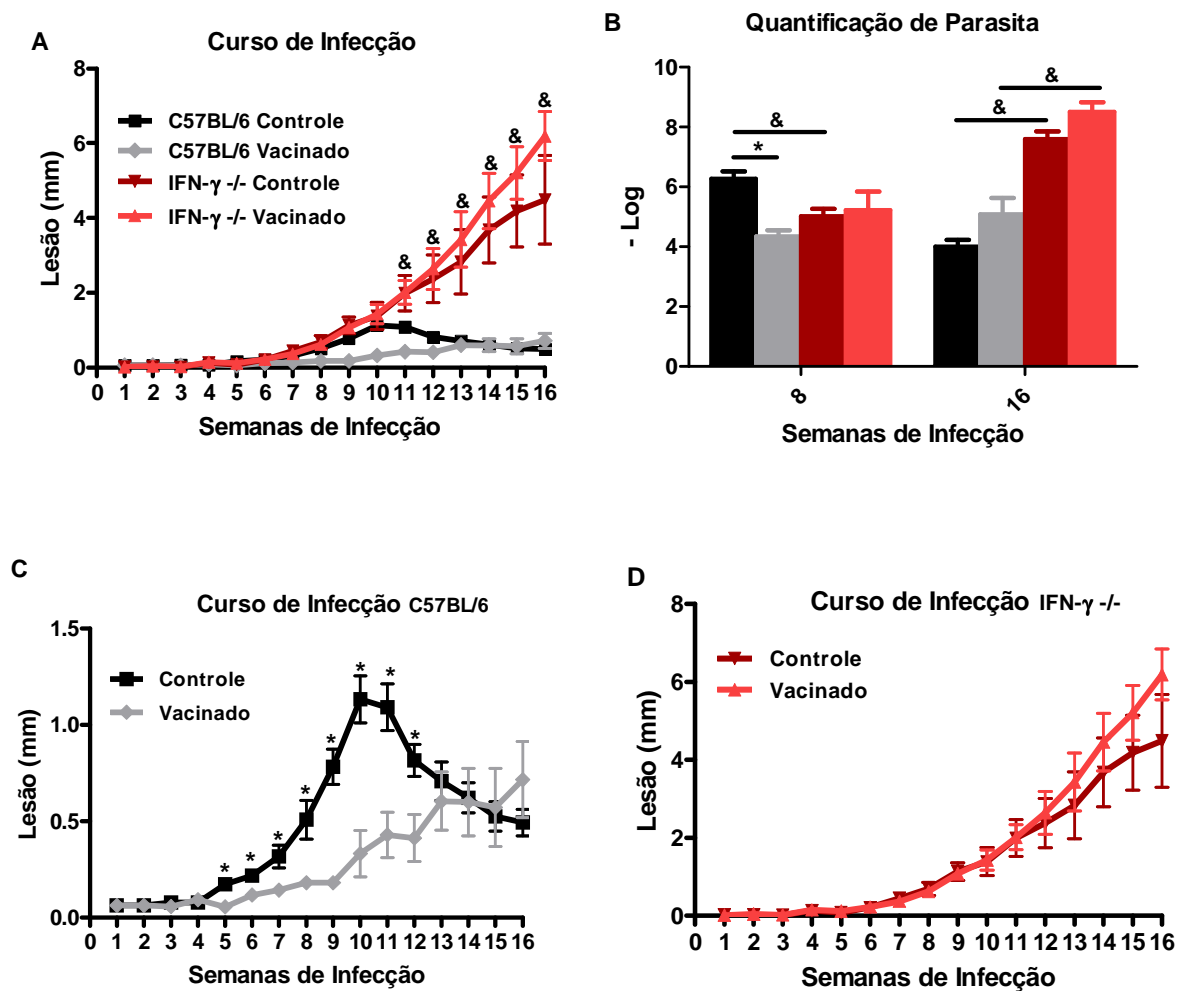 A
Curso de Infecção
Lesão (mm)
8
6
4
2
0
C57BL/6 Controle
C57BL/6 Vacinado
IFN-γ -/- Controle
IFN-γ -/- Vacinado
& & & & & &
0 1 2 3 4 5 6 7 8 9 10 11 12 13 14 15 16
Semanas de Infecção
B
Quantificação de Parasita
- Log
10
8
6
4
2
0
&
*
&
&
8 16
Semanas de Infecção
C
Curso de Infecção C57BL/6
Lesão (mm)
1.5
1.0
0.5
0.0
Controle
Vacinado
* * * * * * * *
0 1 2 3 4 5 6 7 8 9 10 11 12 13 14 15 16
Semanas de Infecção
D
Curso de Infecção IFN-γ -/-
Lesão (mm)
8
6
4
2
0
Controle
Vacinado
0 1 2 3 4 5 6 7 8 9 10 11 12 13 14 15 16
Semanas de Infecção